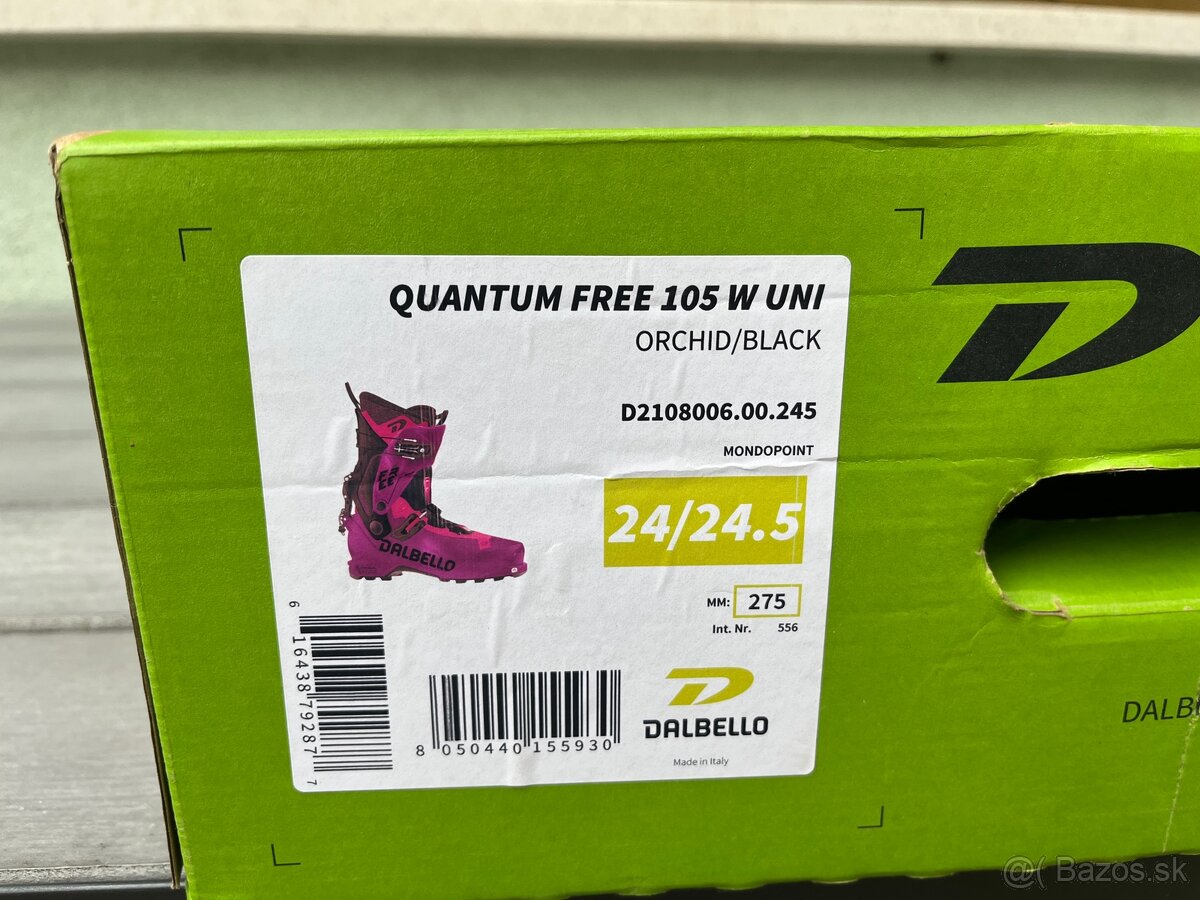 QUANTUM FREE 105 W UNI
ORCHID/BLACK
D2108006.00.245
MONDOPOINT
24/24.5
FREE
DALBELLO
MM: 275
Int. Nr. 556
6 16438 79287 7
8 050440 155930
DALBELLO
Made in Italy
DALB
@( Bazos.sk